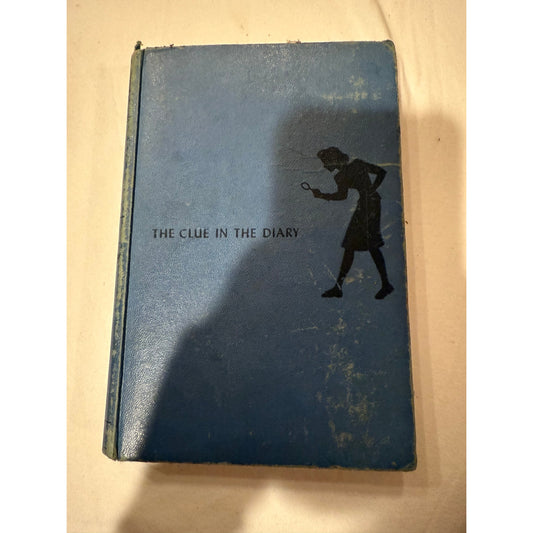 THE CLUE IN THE DIARY